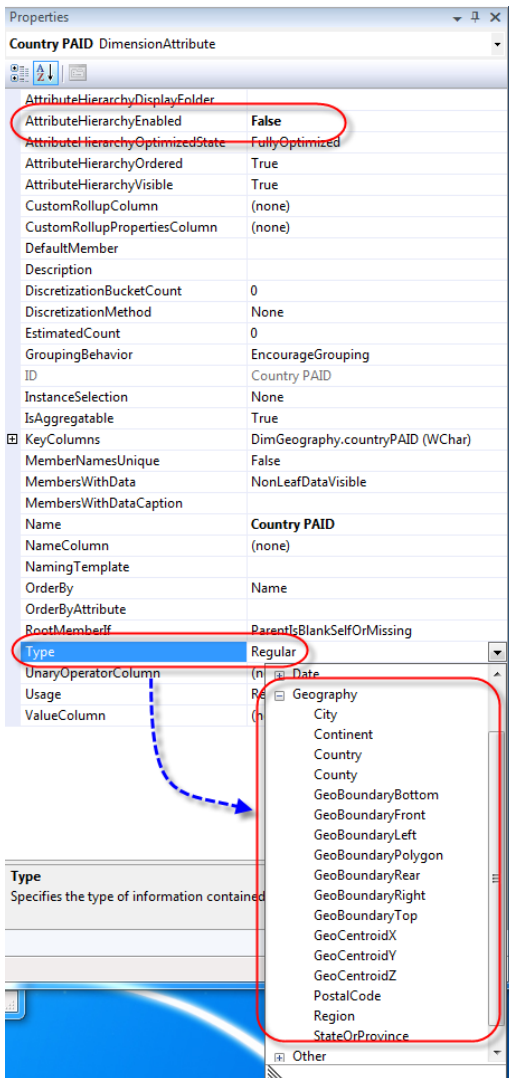 Properties
Country PAID DimensionAttribute
AttributeHierarchyDisplayFolder
AttributeHierarchyEnabled False
AttributeHierarchyOptimizedState FullyOptimized
AttributeHierarchyOrdered True
AttributeHierarchyVisible True
CustomRollupColumn (none)
CustomRollupPropertiesColumn (none)
DefaultMember
Description
DiscretizationBucketCount 0
DiscretizationMethod None
EstimatedCount 0
GroupingBehavior EncourageGrouping
ID Country PAID
InstanceSelection None
IsAggregatable True
KeyColumns DimGeography.countryPAID (WChar)
MemberNamesUnique False
MembersWithData NonLeafDataVisible
MembersWithDataCaption
Name Country PAID
NameColumn (none)
NamingTemplate
OrderBy Name
OrderByAttribute
RootMemberIf ParentIsBlankSelfOrMissing
Type Regular
UnaryOperatorColumn
Usage
ValueColumn
Date
Geography
City
Continent
Country
County
GeoBoundaryBottom
GeoBoundaryFront
GeoBoundaryLeft
GeoBoundaryPolygon
GeoBoundaryRear
GeoBoundaryRight
GeoBoundaryTop
GeoCentroidX
GeoCentroidY
GeoCentroidZ
PostalCode
Region
StateOrProvince
Other
Type
Specifies the type of information contained